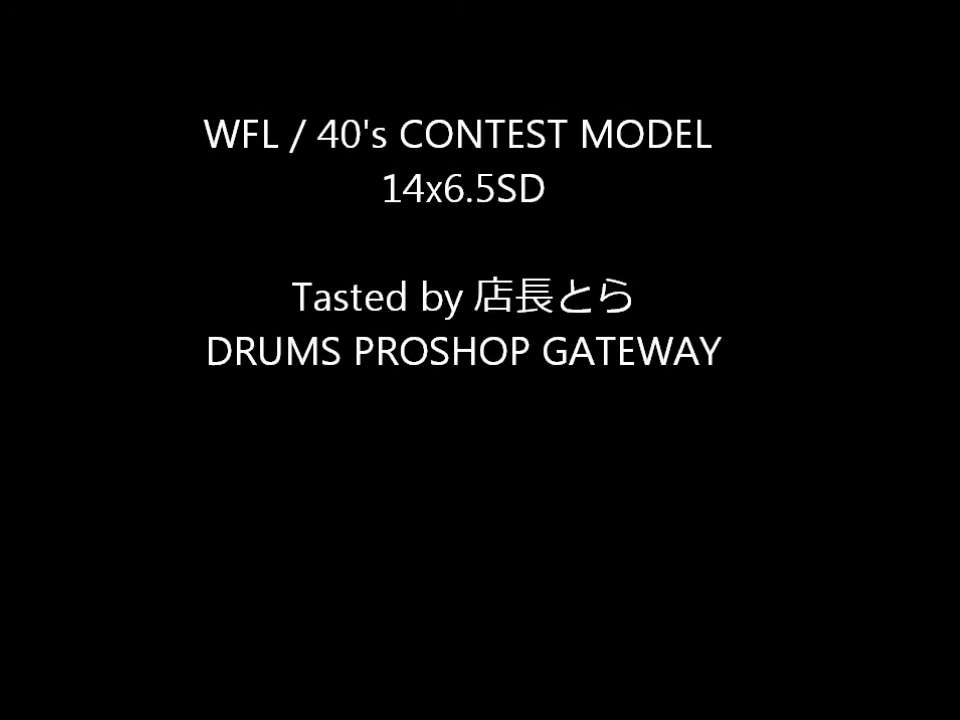 WFL / 40's CONTEST MODEL
14x6.5SD
Tasted by 店長とら
DRUMS PROSHOP GATEWAY